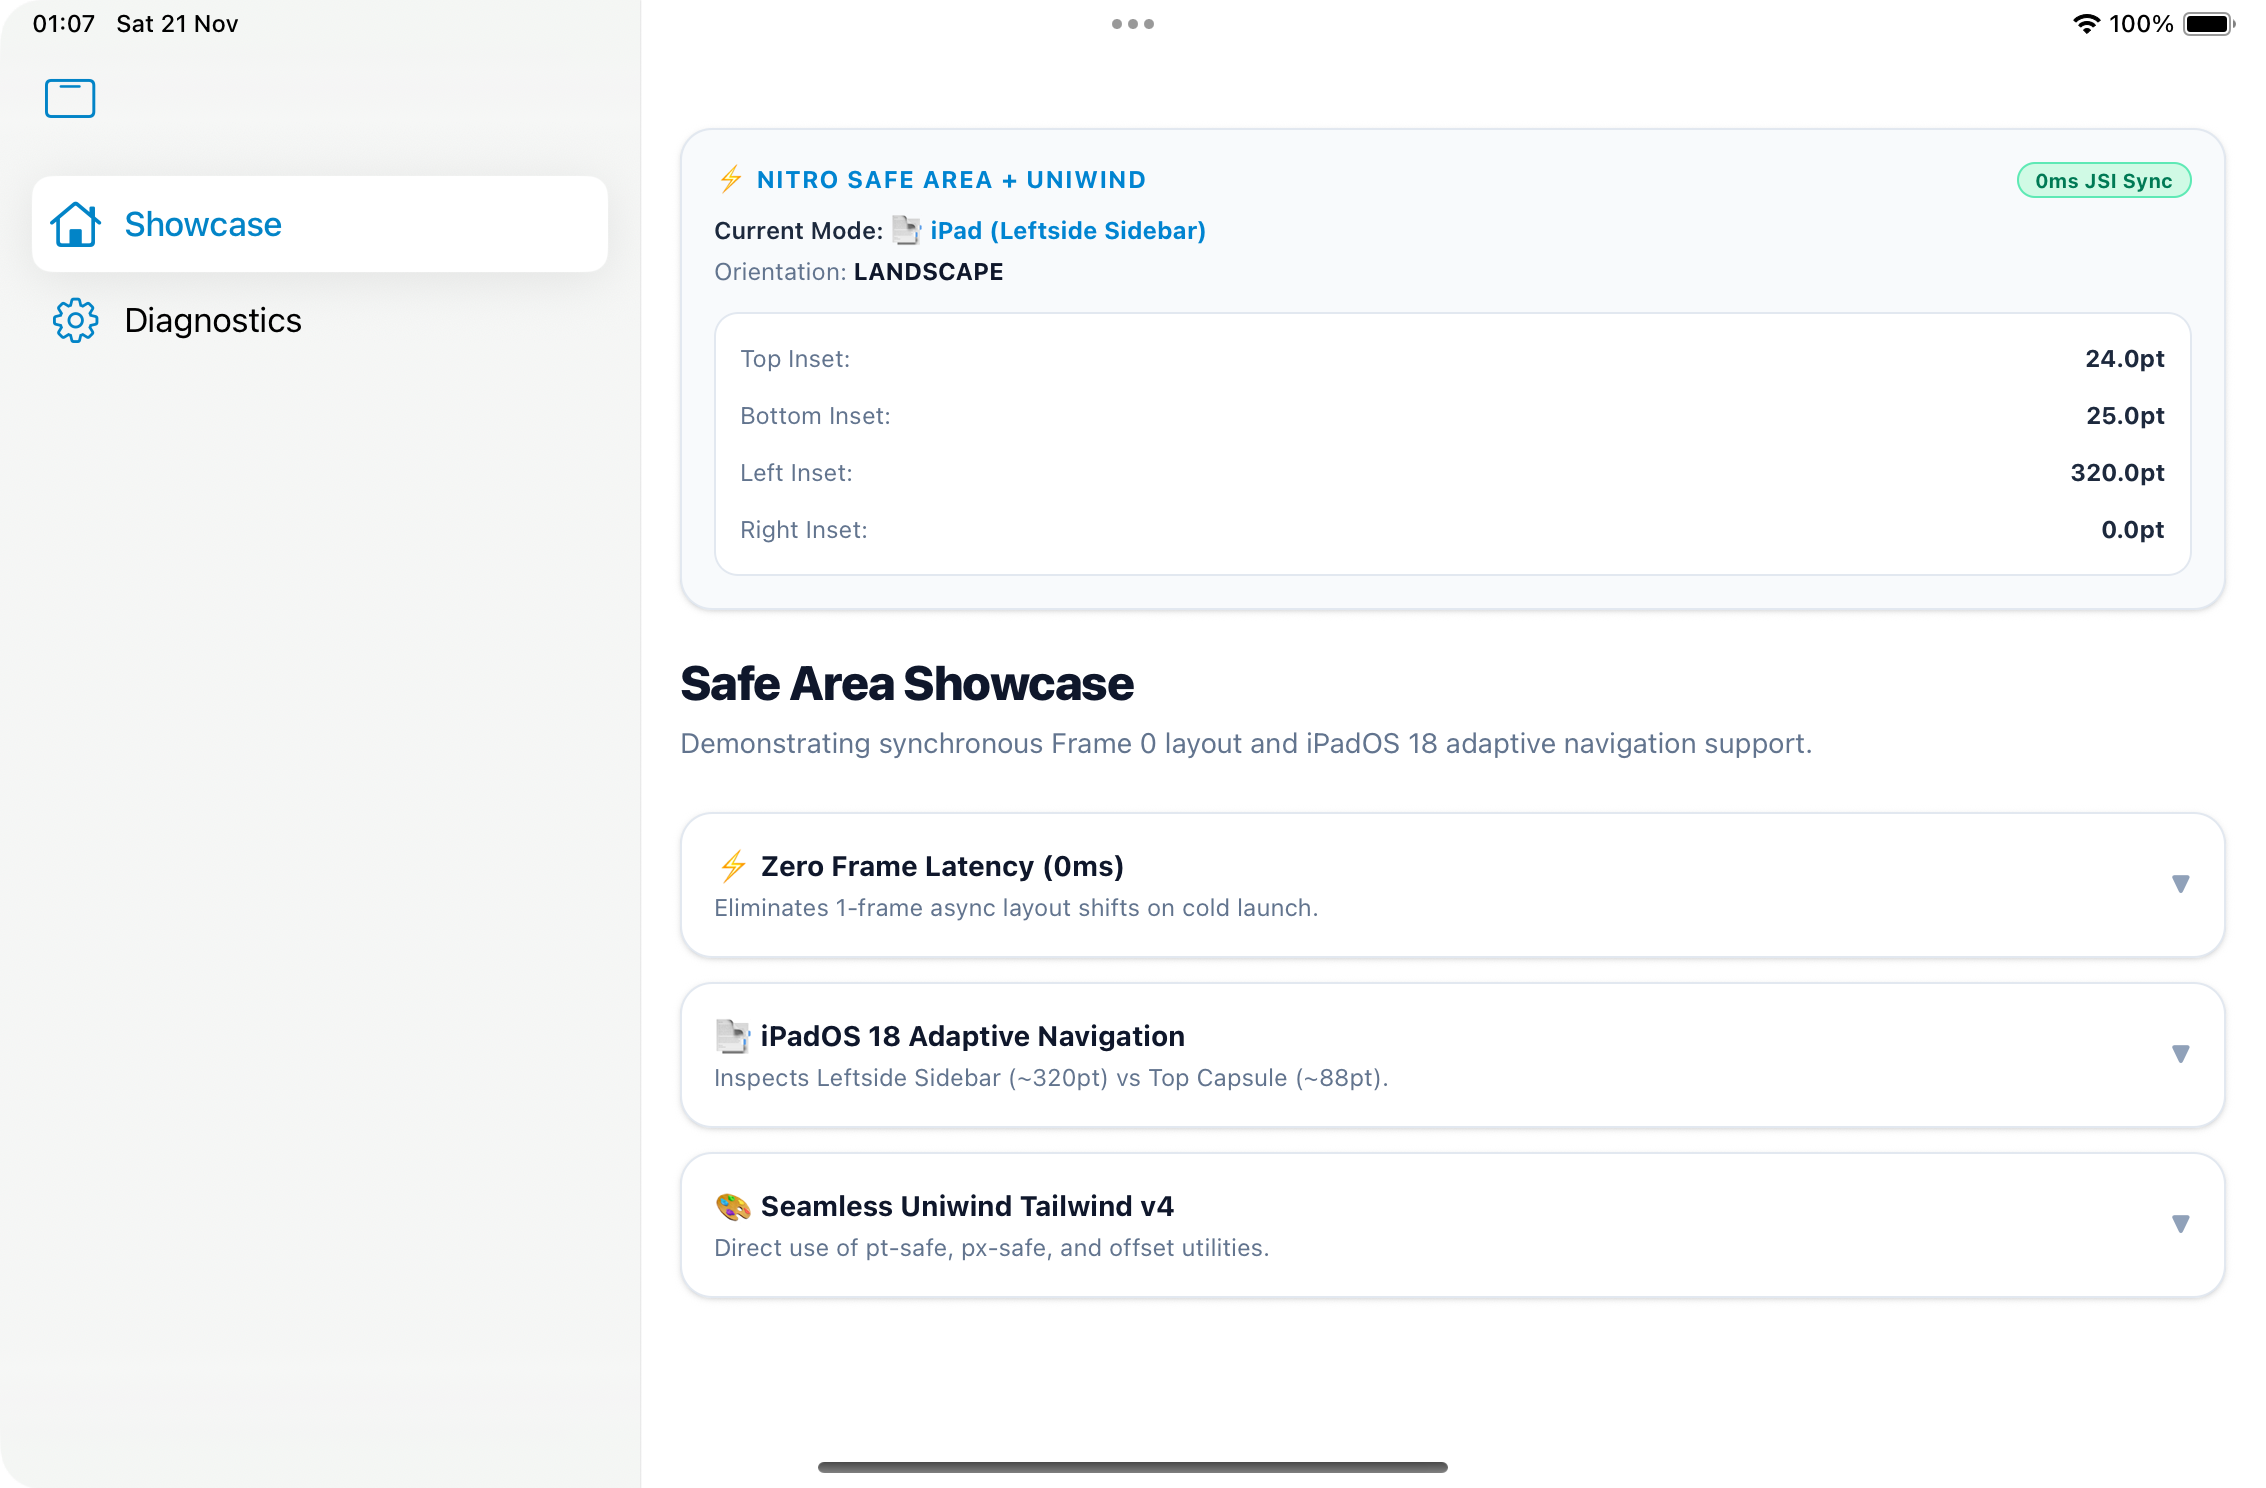 01:07 Sat 21 Nov
100%
Showcase
Diagnostics
⚡ NITRO SAFE AREA + UNIWIND
0ms JSI Sync
Current Mode: 📑 iPad (Leftside Sidebar)
Orientation: LANDSCAPE
Top Inset: 24.0pt
Bottom Inset: 25.0pt
Left Inset: 320.0pt
Right Inset: 0.0pt
Safe Area Showcase
Demonstrating synchronous Frame 0 layout and iPadOS 18 adaptive navigation support.
⚡ Zero Frame Latency (0ms)
Eliminates 1-frame async layout shifts on cold launch.
▼
📑 iPadOS 18 Adaptive Navigation
Inspects Leftside Sidebar (~320pt) vs Top Capsule (~88pt).
▼
🎨 Seamless Uniwind Tailwind v4
Direct use of pt-safe, px-safe, and offset utilities.
▼